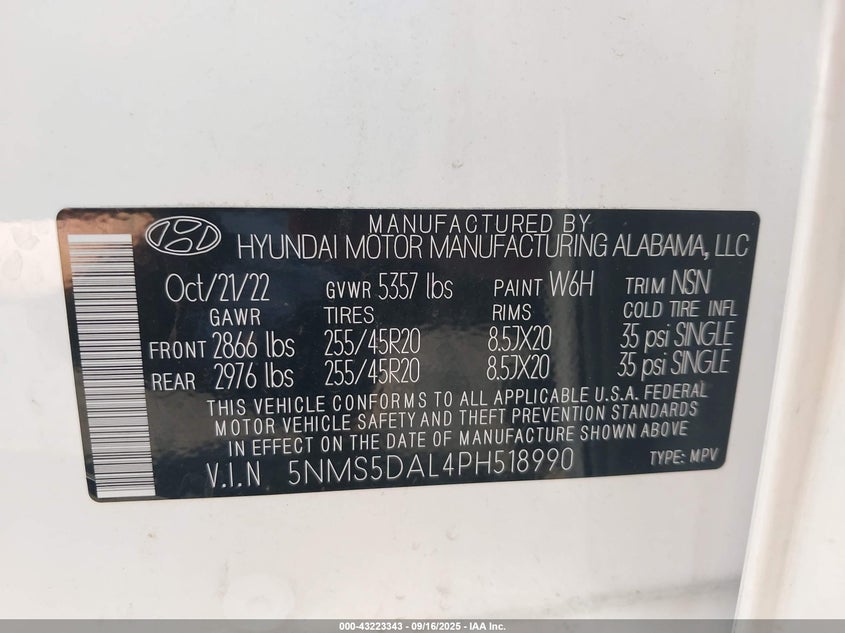 MANUFACTURED BY
HYUNDAI MOTOR MANUFACTURING ALABAMA, LLC
Oct/21/22 GVWR 5357 lbs PAINT W6H TRIM NSN
GAWR TIRES RIMS COLD TIRE INFL
FRONT 2866 lbs 255/45R20 8.5JX20 35 psi SINGLE
REAR 2976 lbs 255/45R20 8.5JX20 35 psi SINGLE
THIS VEHICLE CONFORMS TO ALL APPLICABLE U.S.A. FEDERAL
MOTOR VEHICLE SAFETY AND THEFT PREVENTION STANDARDS
IN EFFECT ON THE DATE OF MANUFACTURE SHOWN ABOVE
V.I.N 5NMS5DAL4PH518990 TYPE: MPV
000-43223343 - 09/16/2025 - IAA Inc.